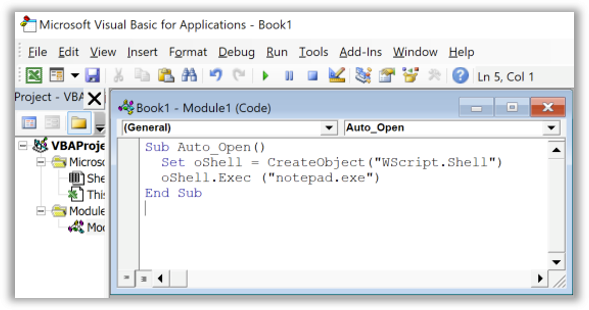 Microsoft Visual Basic for Applications - Book1
File Edit View Insert Format Debug Run Tools Add-Ins Window Help
Ln 5, Col 1
Project - VBA
Book1 - Module1 (Code)
(General) Auto_Open
VBAProje
Microso
She
This
Module
Mod
Sub Auto_Open()
Set oShell = CreateObject("WScript.Shell")
oShell.Exec ("notepad.exe")
End Sub